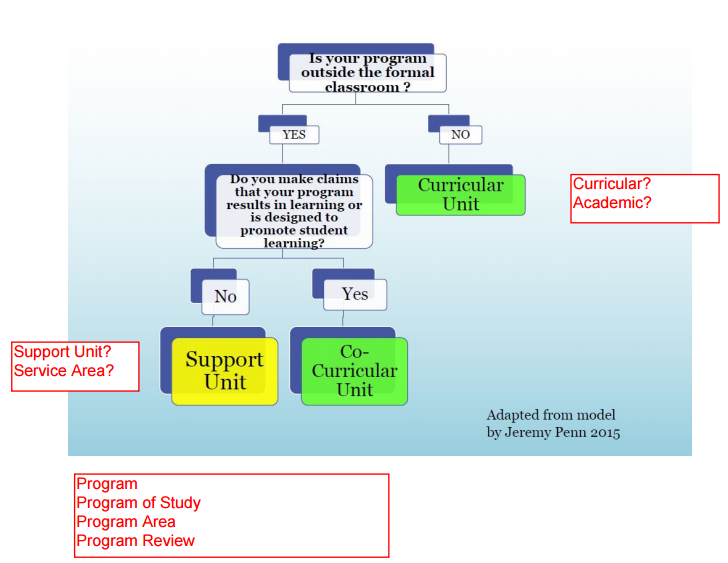 Is your program
outside the formal
classroom ?
YES
NO
Do you make claims
that your program
results in learning or
is designed to
promote student
learning?
Curricular
Unit
Curricular?
Academic?
No
Yes
Support
Unit
Co-
Curricular
Unit
Support Unit?
Service Area?
Adapted from model
by Jeremy Penn 2015
Program
Program of Study
Program Area
Program Review